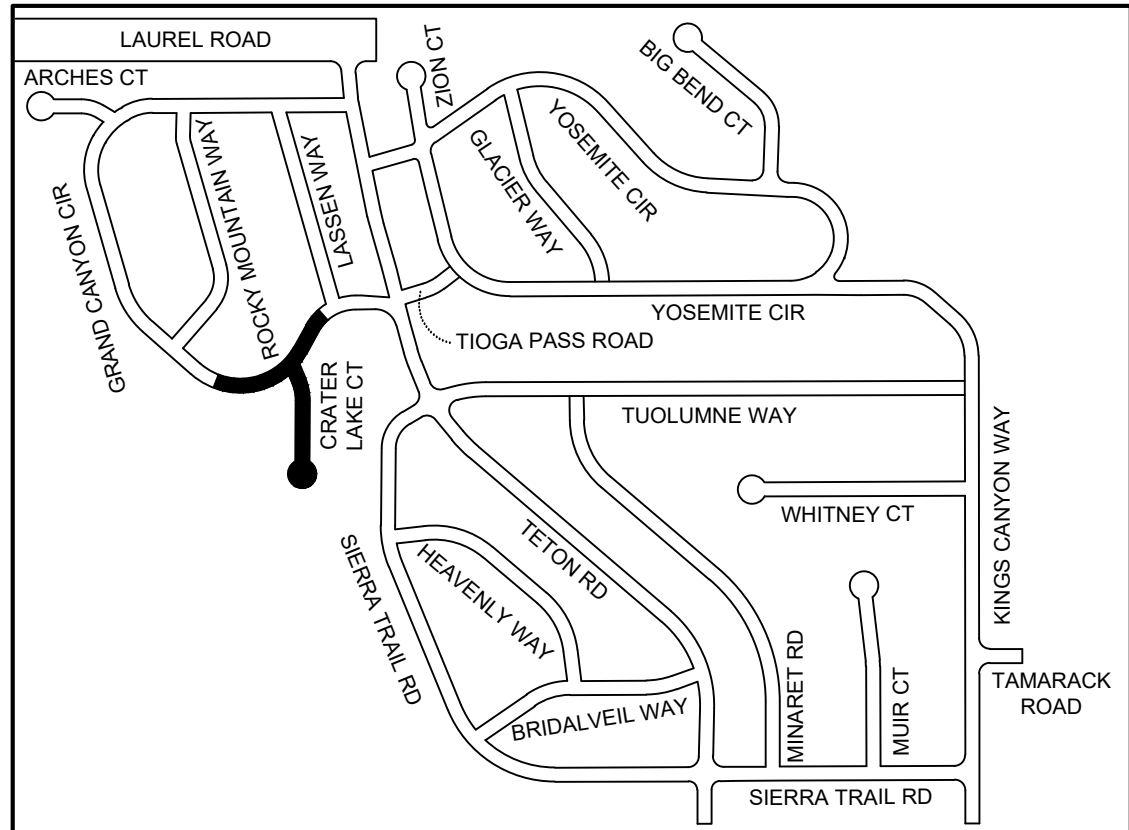 LAUREL ROAD
ARCHES CT
ZION CT
BIG BEND CT
YOSEMITE CIR
GLACIER WAY
ROCKY MOUNTAIN WAY
LASSEN WAY
GRAND CANYON CIR
YOSEMITE CIR
TIOGA PASS ROAD
CRATER
LAKE CT
TUOLUMNE WAY
WHITNEY CT
KINGS CANYON WAY
TETON RD
HEAVENLY WAY
SIERRA TRAIL RD
MINARET RD
MUIR CT
TAMARACK
ROAD
BRIDALVEIL WAY
SIERRA TRAIL RD